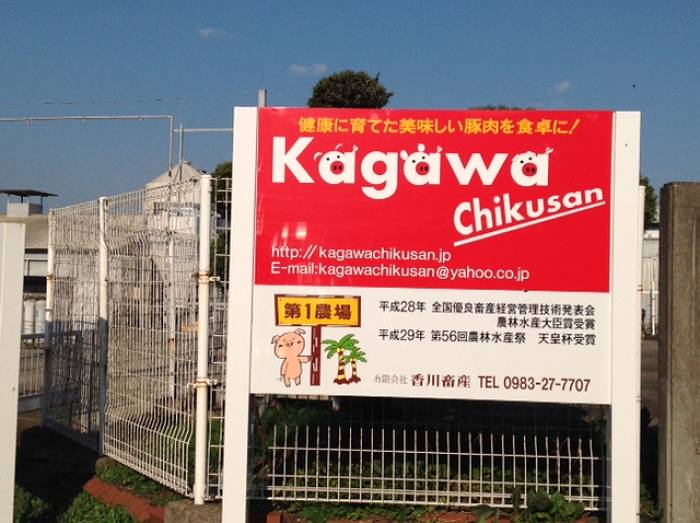 健康に育てた美味しい豚肉を食卓に!
Kagawa
Chikusan
http://kagawachikusan.jp
E-mail:kagawachikusan@yahoo.co.jp
第1農場
平成28年 全国優良畜産経営管理技術発表会
農林水産大臣賞受賞
平成29年 第56回農林水産祭 天皇杯受賞
有限会社 香川畜産 TEL 0983-27-7707